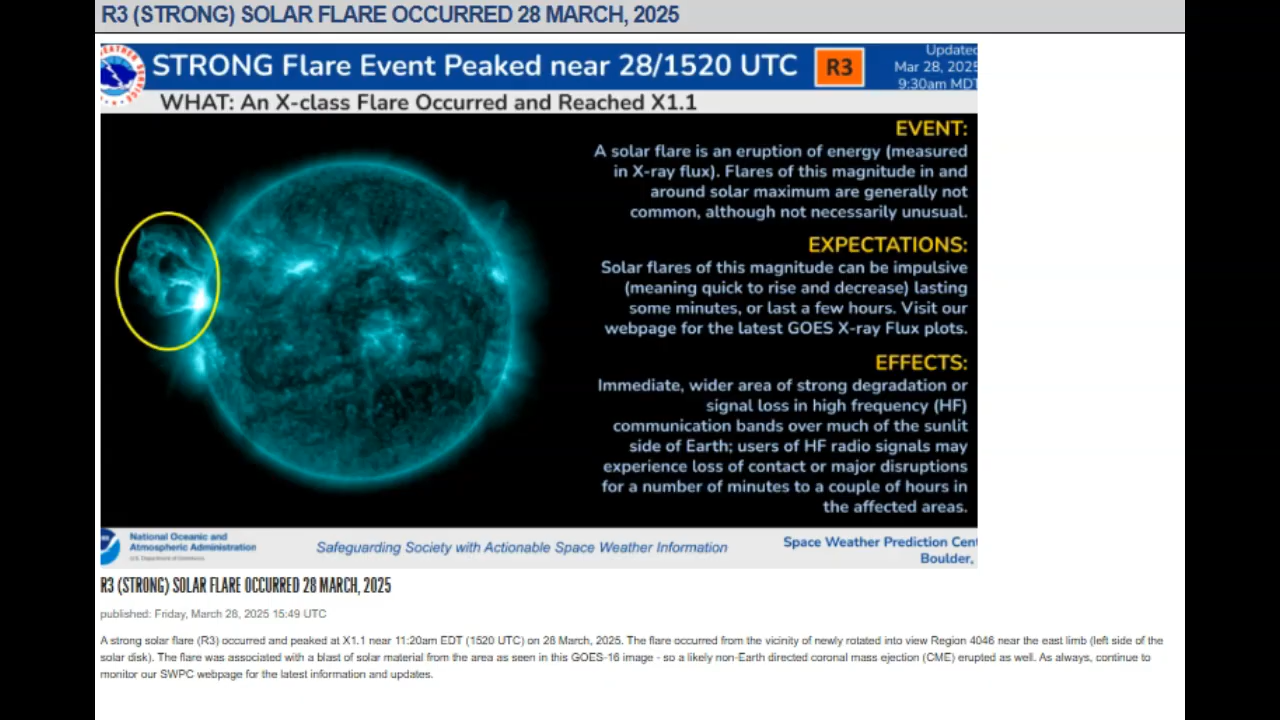 R3 (STRONG) SOLAR FLARE OCCURRED 28 MARCH, 2025
STRONG Flare Event Peaked near 28/1520 UTC
R3
Updated
Mar 28, 2025
9:30am MDT
WHAT: An X-class Flare Occurred and Reached X1.1
EVENT:
A solar flare is an eruption of energy (measured
in X-ray flux). Flares of this magnitude in and
around solar maximum are generally not
common, although not necessarily unusual.
EXPECTATIONS:
Solar flares of this magnitude can be impulsive
(meaning quick to rise and decrease) lasting
some minutes, or last a few hours. Visit our
webpage for the latest GOES X-ray Flux plots.
EFFECTS:
Immediate, wider area of strong degradation or
signal loss in high frequency (HF)
communication bands over much of the sunlit
side of Earth; users of HF radio signals may
experience loss of contact or major disruptions
for a number of minutes to a couple of hours in
the affected areas.
National Oceanic and
Atmospheric Administration
U.S. Department of Commerce
Safeguarding Society with Actionable Space Weather Information
Space Weather Prediction Cent
Boulder,
R3 (STRONG) SOLAR FLARE OCCURRED 28 MARCH, 2025
published: Friday, March 28, 2025 15:49 UTC
A strong solar flare (R3) occurred and peaked at X1.1 near 11:20am EDT (1520 UTC) on 28 March, 2025. The flare occurred from the vicinity of newly rotated into view Region 4046 near the east limb (left side of the
solar disk). The flare was associated with a blast of solar material from the area as seen in this GOES-16 image - so a likely non-Earth directed coronal mass ejection (CME) erupted as well. As always, continue to
monitor our SWPC webpage for the latest information and updates.